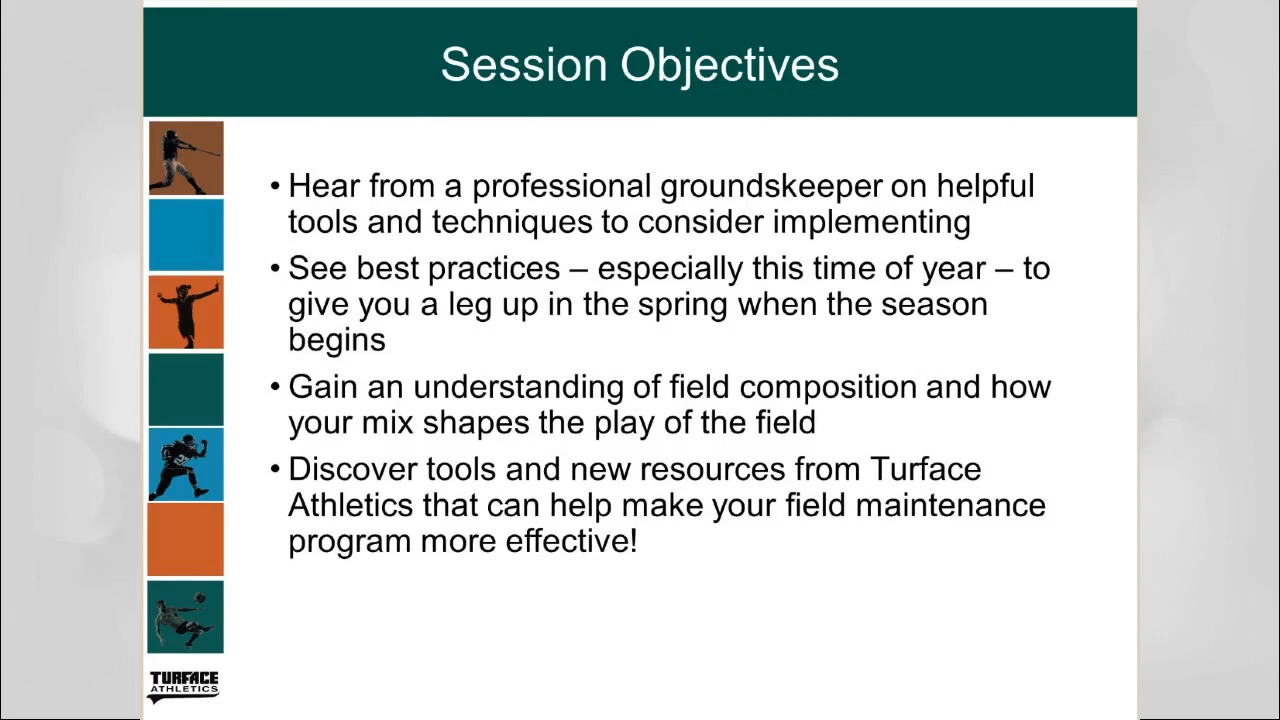 Session Objectives
• Hear from a professional groundskeeper on helpful
tools and techniques to consider implementing
• See best practices – especially this time of year – to
give you a leg up in the spring when the season
begins
• Gain an understanding of field composition and how
your mix shapes the play of the field
• Discover tools and new resources from Turface
Athletics that can help make your field maintenance
program more effective!
TURFACE
ATHLETICS